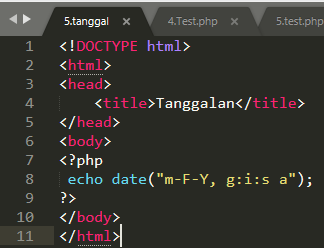 5.tanggal × 4.Test.php × 5.test.php
1 <!DOCTYPE html>
2 <html>
3 <head>
4     <title>Tanggalan</title>
5 </head>
6 <body>
7 <?php
8  echo date("m-F-Y, g:i:s a");
9 ?>
10 </body>
11 </html>